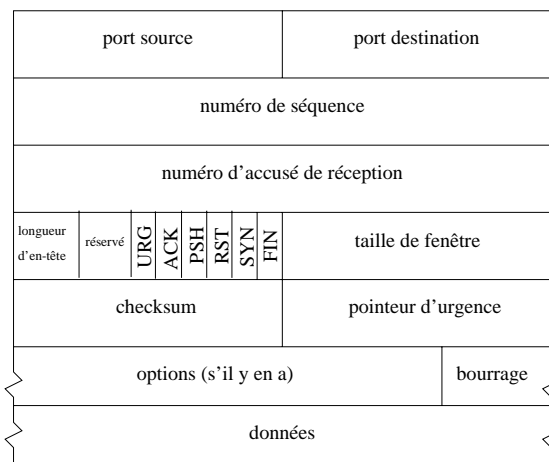 port source
port destination
numéro de séquence
numéro d'accusé de réception
longueur
d'en-tête
réservé
URG
ACK
PSH
RST
SYN
FIN
taille de fenêtre
checksum
pointeur d'urgence
options (s'il y en a)
bourrage
données